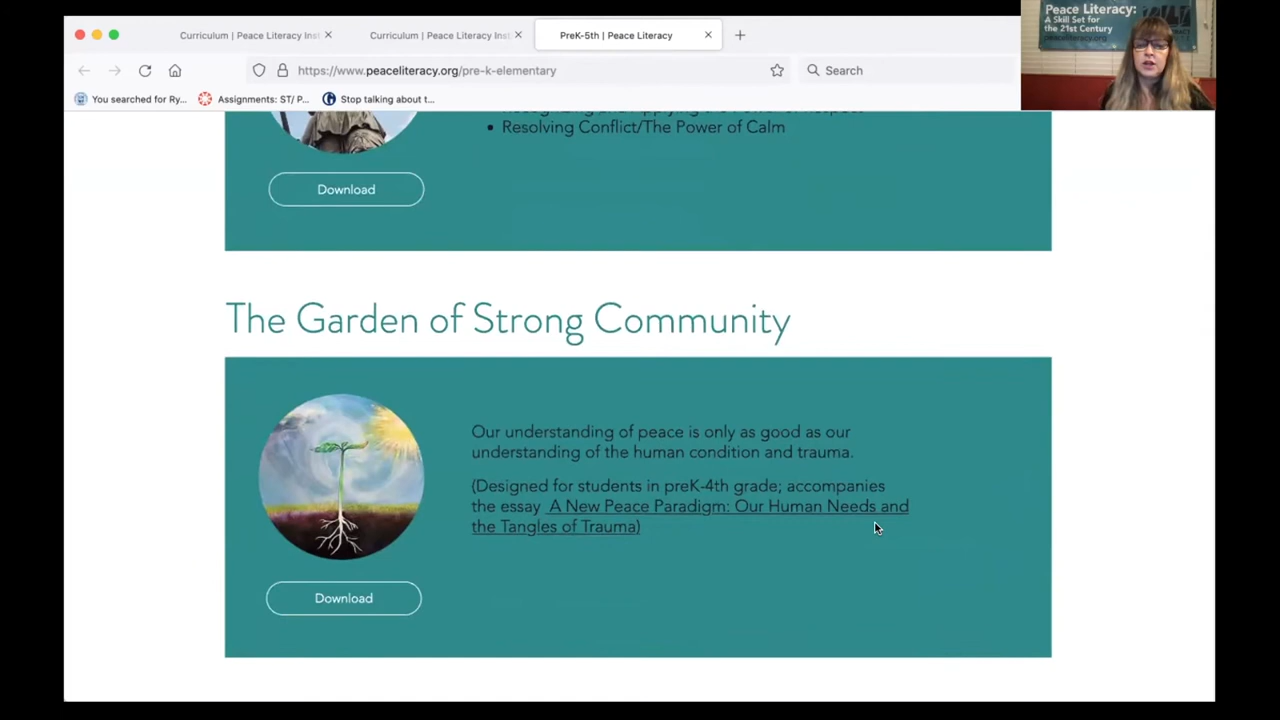 Curriculum | Peace Literacy Inst
Curriculum | Peace Literacy Inst
PreK-5th | Peace Literacy
https://www.peaceliteracy.org/pre-k-elementary
Search
You searched for Ry...
Assignments: ST/ P...
Stop talking about t...
Peace Literacy:
A Skill Set for
the 21st Century
peaceliteracy.org
• Resolving Conflict/The Power of Calm
Download
The Garden of Strong Community
Our understanding of peace is only as good as our
understanding of the human condition and trauma.
(Designed for students in preK-4th grade; accompanies
the essay A New Peace Paradigm: Our Human Needs and
the Tangles of Trauma)
Download